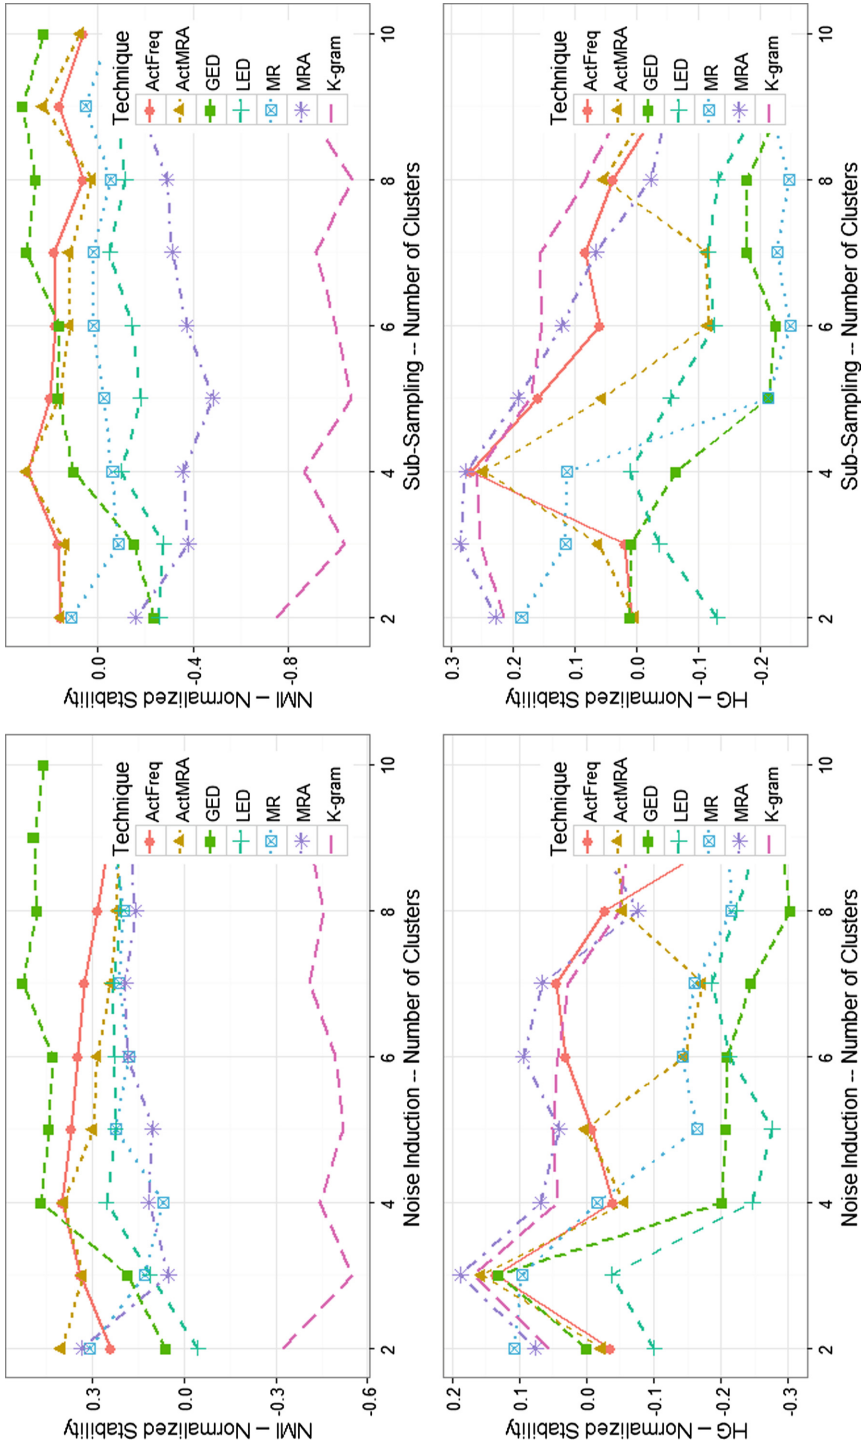 NMI – Normalized Stability
0.3
0.0
-0.3
-0.6
Technique
ActFreq
ActMRA
GED
LED
MR
MRA
K-gram
2 4 6 8 10
Noise Induction -- Number of Clusters
NMI – Normalized Stability
0.0
-0.4
-0.8
Technique
ActFreq
ActMRA
GED
LED
MR
MRA
K-gram
2 4 6 8 10
Sub-Sampling -- Number of Clusters
HG – Normalized Stability
0.2
0.1
0.0
-0.1
-0.2
-0.3
Technique
ActFreq
ActMRA
GED
LED
MR
MRA
K-gram
2 4 6 8 10
Noise Induction -- Number of Clusters
HG – Normalized Stability
0.3
0.2
0.1
0.0
-0.1
-0.2
Technique
ActFreq
ActMRA
GED
LED
MR
MRA
K-gram
2 4 6 8 10
Sub-Sampling -- Number of Clusters